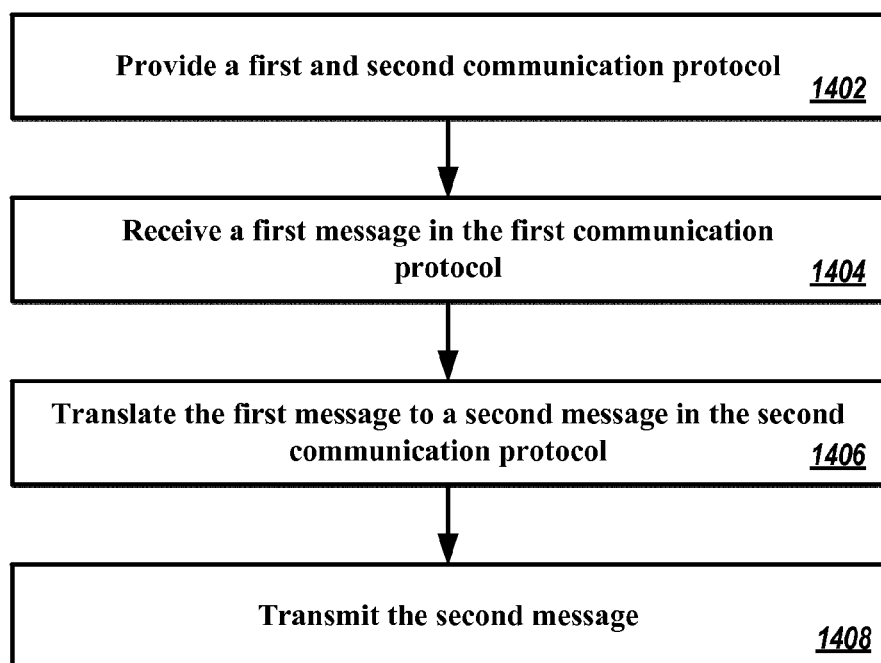 Provide a first and second communication protocol
1402
Receive a first message in the first communication
protocol
1404
Translate the first message to a second message in the second
communication protocol
1406
Transmit the second message
1408